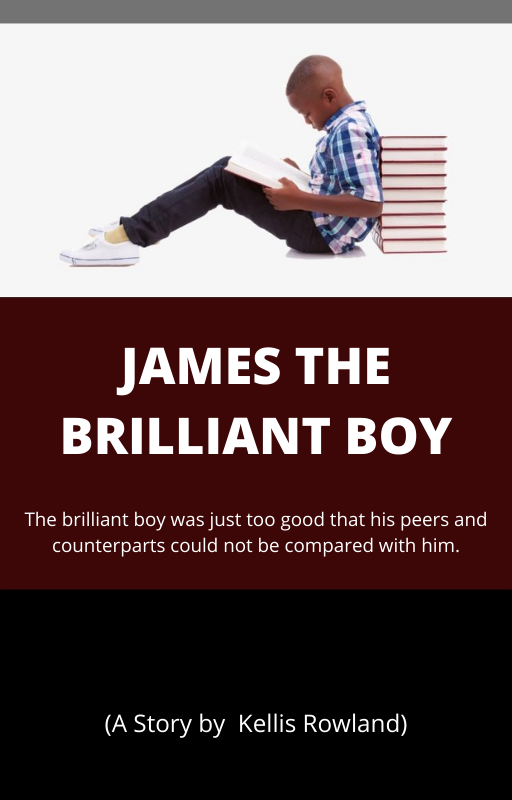 JAMES THE
BRILLIANT BOY
The brilliant boy was just too good that his peers and
counterparts could not be compared with him.
(A Story by  Kellis Rowland)